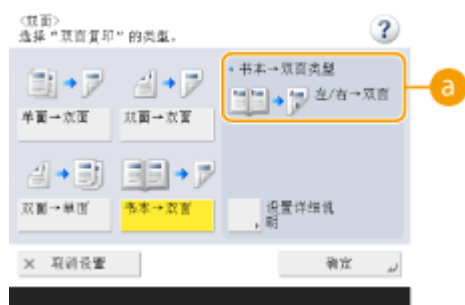 <双面>
选择“双面复印”的类型。
?
•书本→双面类型
左/右→双面
a
单面→双面
双面→双面
双面→单面
书本→双面
设置详细说
明
× 取消设置
确定